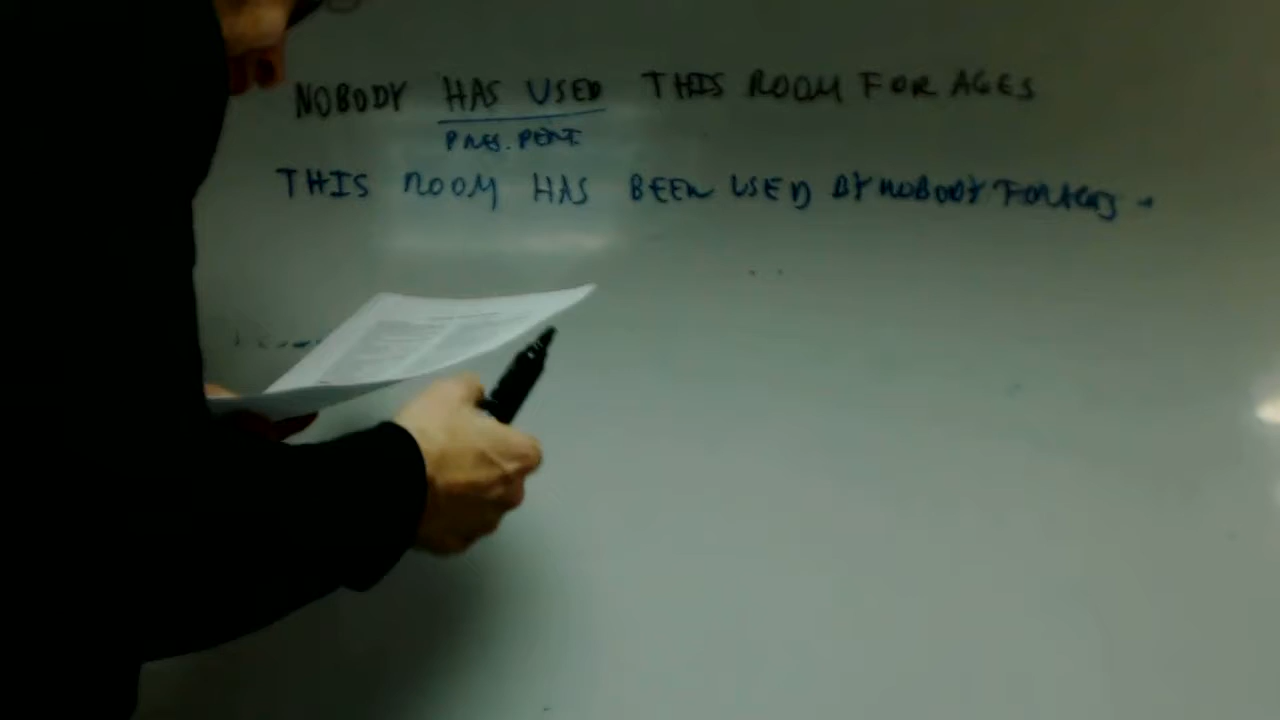 NOBODY HAS USED THIS ROOM FOR AGES
PRES. PERF.
THIS ROOM HAS BEEN USED BY NOBODY FOR AGES.